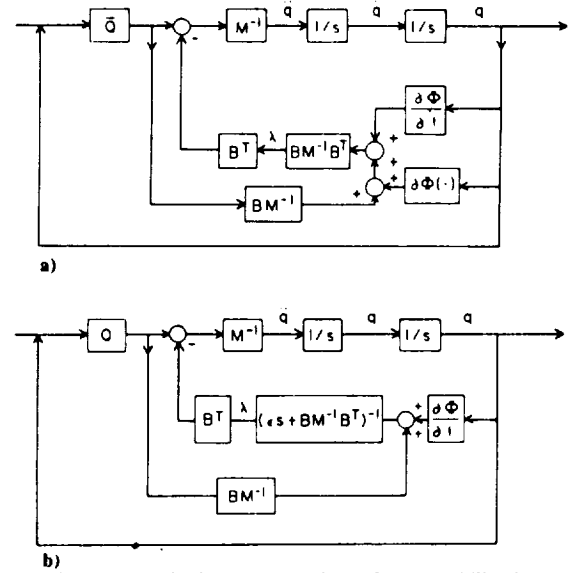 q̈ q̇ q
Q̄ M⁻¹ 1/s 1/s
-
∂Φ
∂t
+
λ
Bᵀ BM⁻¹Bᵀ
+
+ +
BM⁻¹ ∂Φ(·)
a)
q̈ q q
Q M⁻¹ 1/s 1/s
-
λ
Bᵀ (εs+BM⁻¹Bᵀ)⁻¹ + ∂Φ
+ ∂t
BM⁻¹
b)